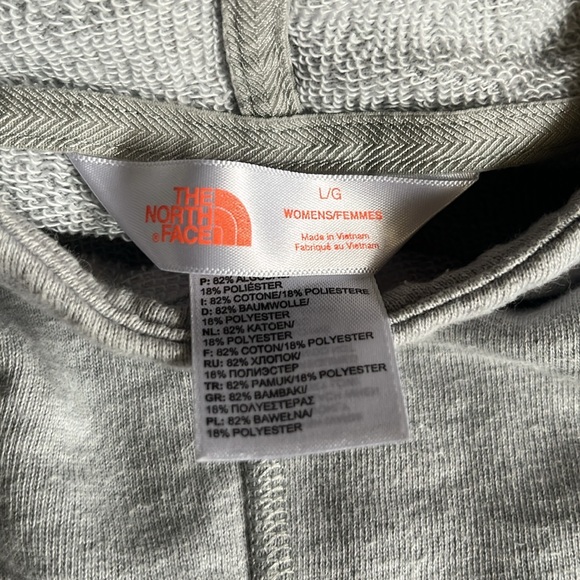 THE
NORTH
FACE
L/G
WOMENS/FEMMES
Made in Vietnam
Fabriqué au Vietnam
P: 82%
18% POLIÉSTER
I: 82% COTONE/18% POLIESTERE
D: 82% BAUMWOLLE/
18% POLYESTER
NL: 82% KATOEN/
18% POLYESTER
F: 82% COTON/18% POLYESTER
RU: 82% ХЛОПОК/
18% ПОЛИЭСТЕР
TR: 82% PAMUK/18% POLYESTER
GR: 82% BAMBAKI/
18% ΠΟΛΥΕΣΤΕΡΑΣ
PL: 82% BAWEŁNA/
18% POLYESTER